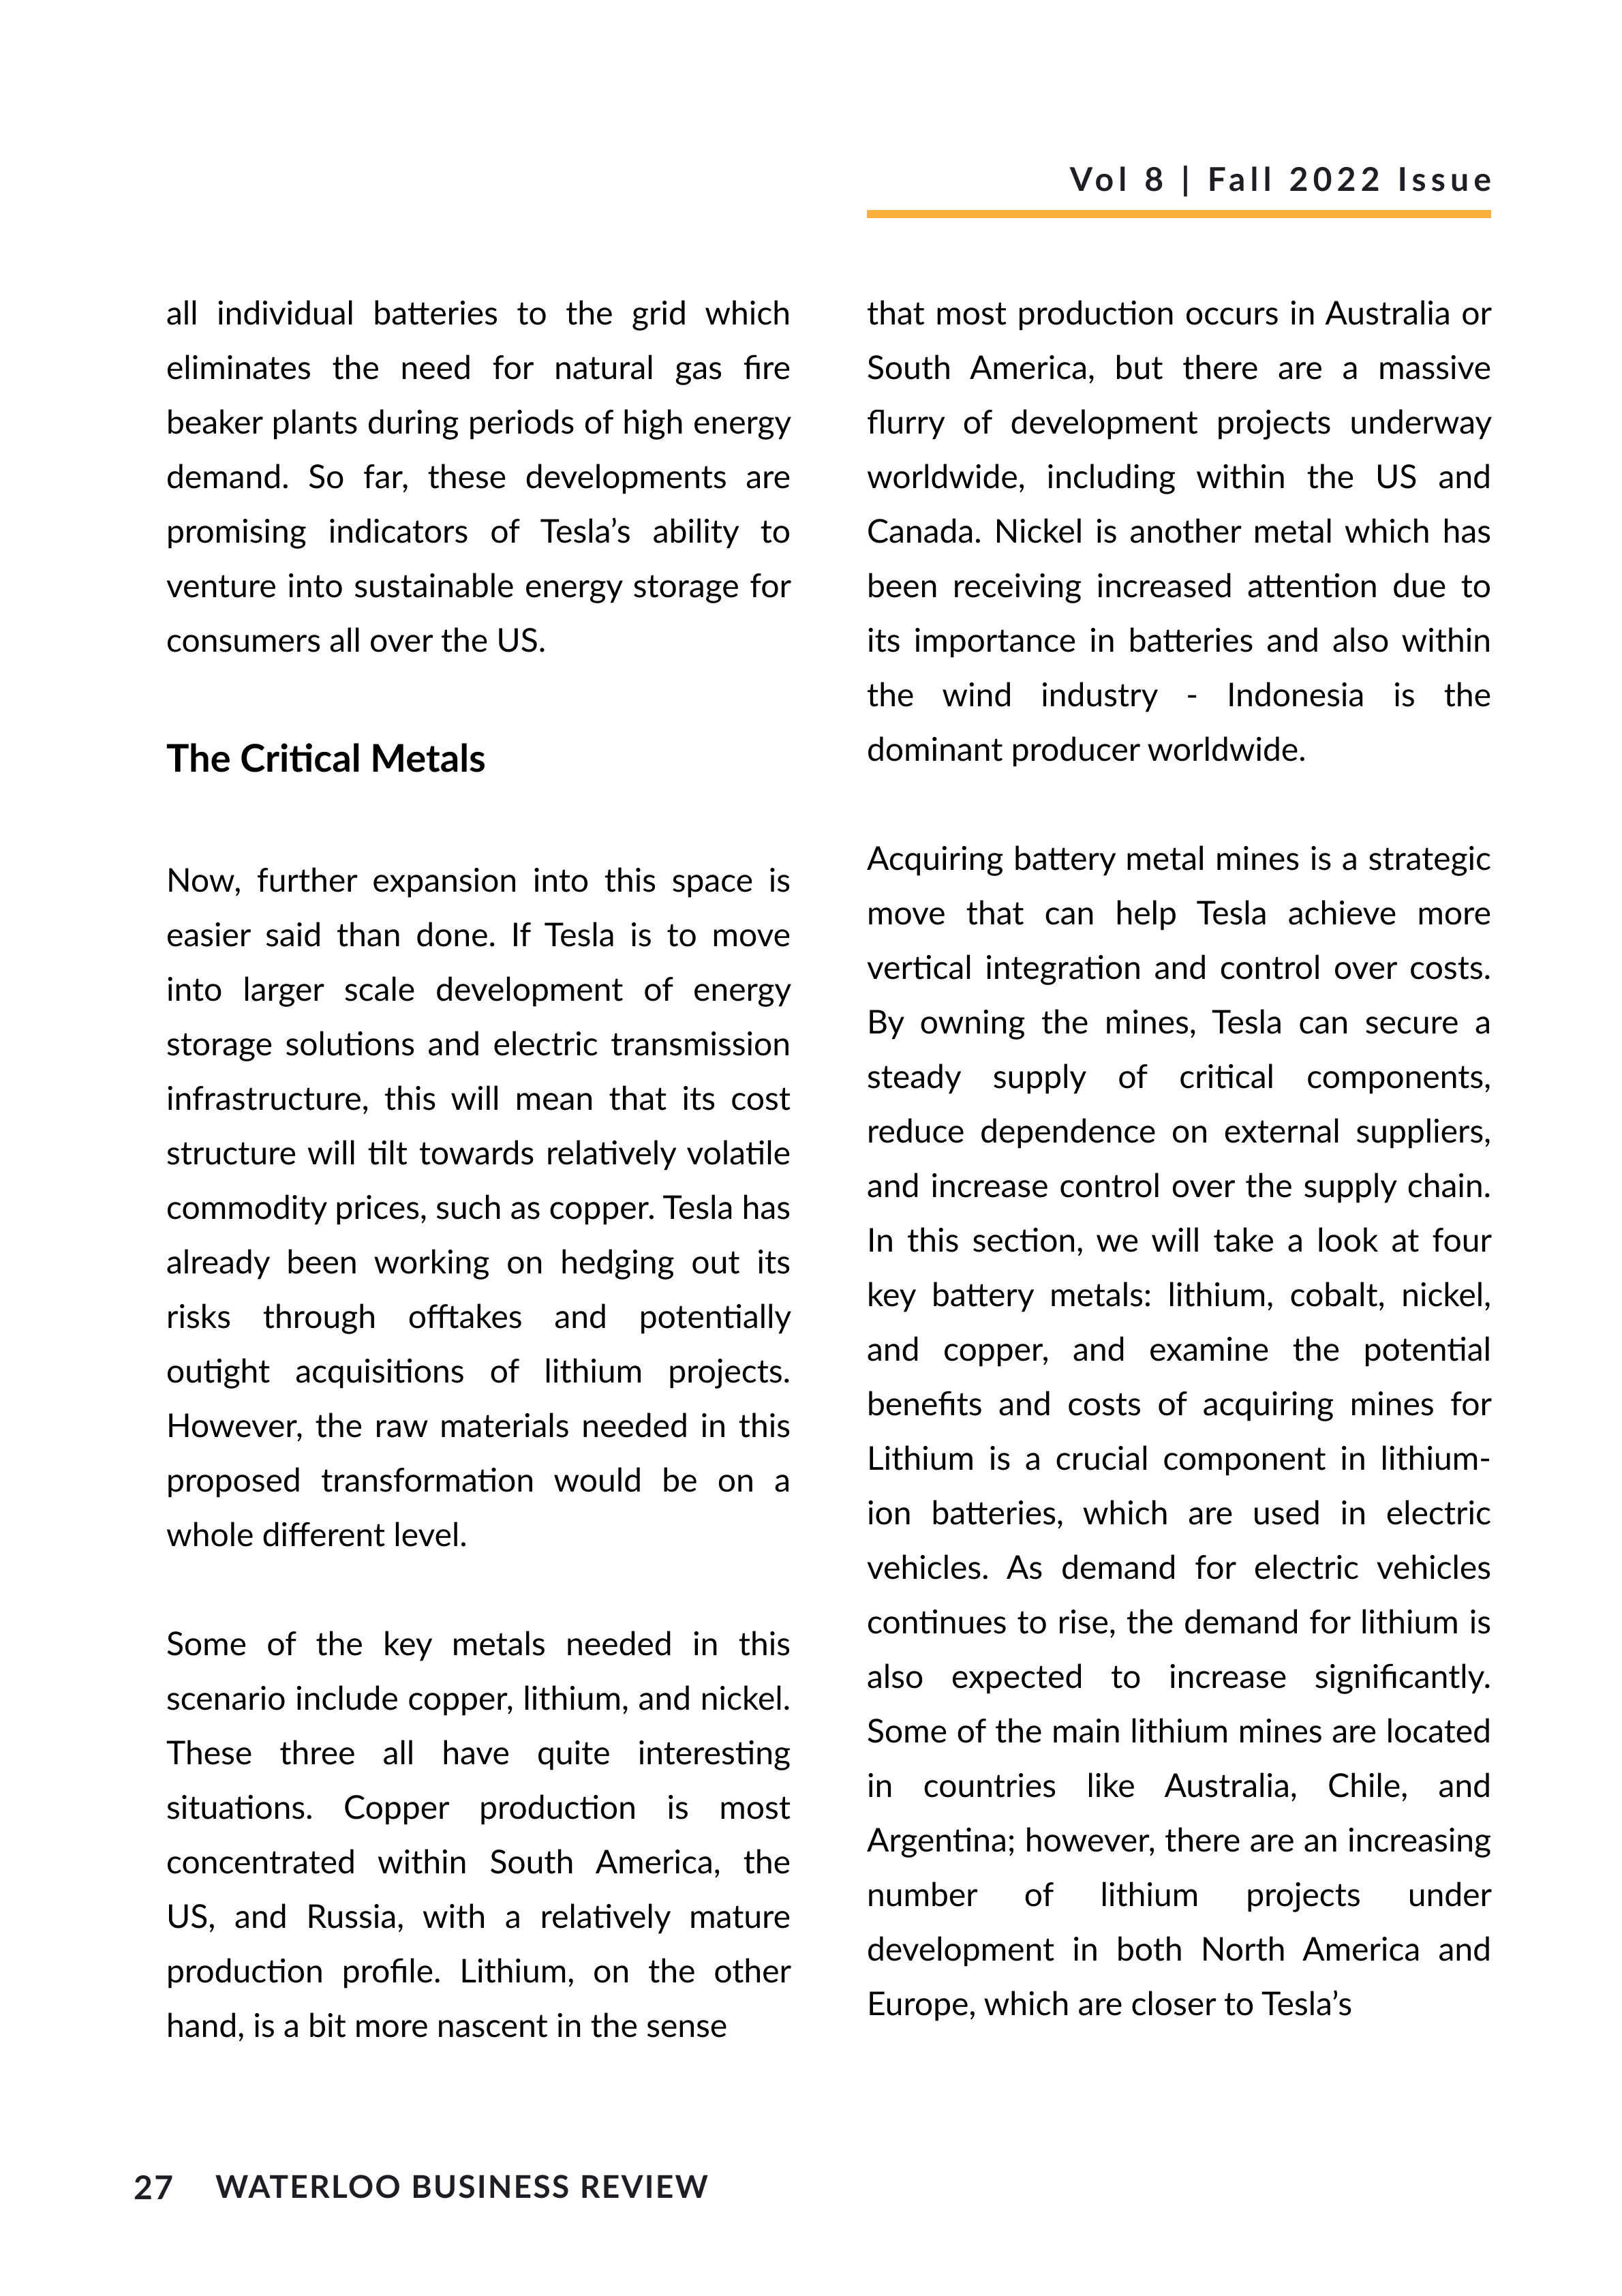 Vol 8 | Fall 2022 Issue
all individual batteries to the grid which
eliminates the need for natural gas fire
beaker plants during periods of high energy
demand. So far, these developments are
promising indicators of Tesla’s ability to
venture into sustainable energy storage for
consumers all over the US.
The Critical Metals
Now, further expansion into this space is
easier said than done. If Tesla is to move
into larger scale development of energy
storage solutions and electric transmission
infrastructure, this will mean that its cost
structure will tilt towards relatively volatile
commodity prices, such as copper. Tesla has
already been working on hedging out its
risks through offtakes and potentially
outight acquisitions of lithium projects.
However, the raw materials needed in this
proposed transformation would be on a
whole different level.
Some of the key metals needed in this
scenario include copper, lithium, and nickel.
These three all have quite interesting
situations. Copper production is most
concentrated within South America, the
US, and Russia, with a relatively mature
production profile. Lithium, on the other
hand, is a bit more nascent in the sense
that most production occurs in Australia or
South America, but there are a massive
flurry of development projects underway
worldwide, including within the US and
Canada. Nickel is another metal which has
been receiving increased attention due to
its importance in batteries and also within
the wind industry - Indonesia is the
dominant producer worldwide.
Acquiring battery metal mines is a strategic
move that can help Tesla achieve more
vertical integration and control over costs.
By owning the mines, Tesla can secure a
steady supply of critical components,
reduce dependence on external suppliers,
and increase control over the supply chain.
In this section, we will take a look at four
key battery metals: lithium, cobalt, nickel,
and copper, and examine the potential
benefits and costs of acquiring mines for
Lithium is a crucial component in lithium-
ion batteries, which are used in electric
vehicles. As demand for electric vehicles
continues to rise, the demand for lithium is
also expected to increase significantly.
Some of the main lithium mines are located
in countries like Australia, Chile, and
Argentina; however, there are an increasing
number of lithium projects under
development in both North America and
Europe, which are closer to Tesla’s
27 WATERLOO BUSINESS REVIEW